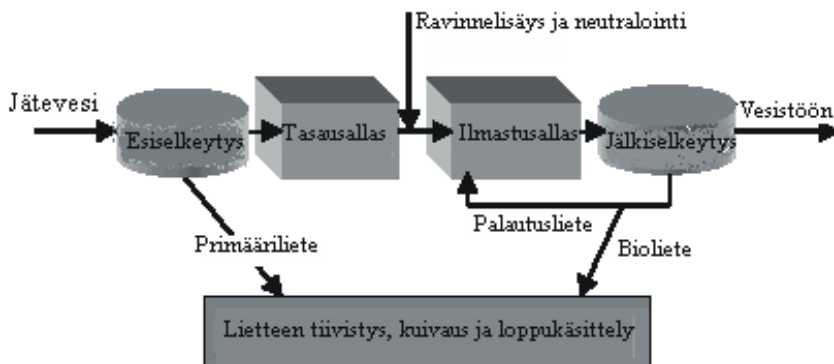 Ravinnelisäys ja neutralointi
Jätevesi
Esiselkeytys
Tasausallas
Ilmastusallas
Jälkiselkeytys
Vesistöön
Palautusliete
Primääriliete
Bioliete
Lietteen tiivistys, kuivaus ja loppukäsittely